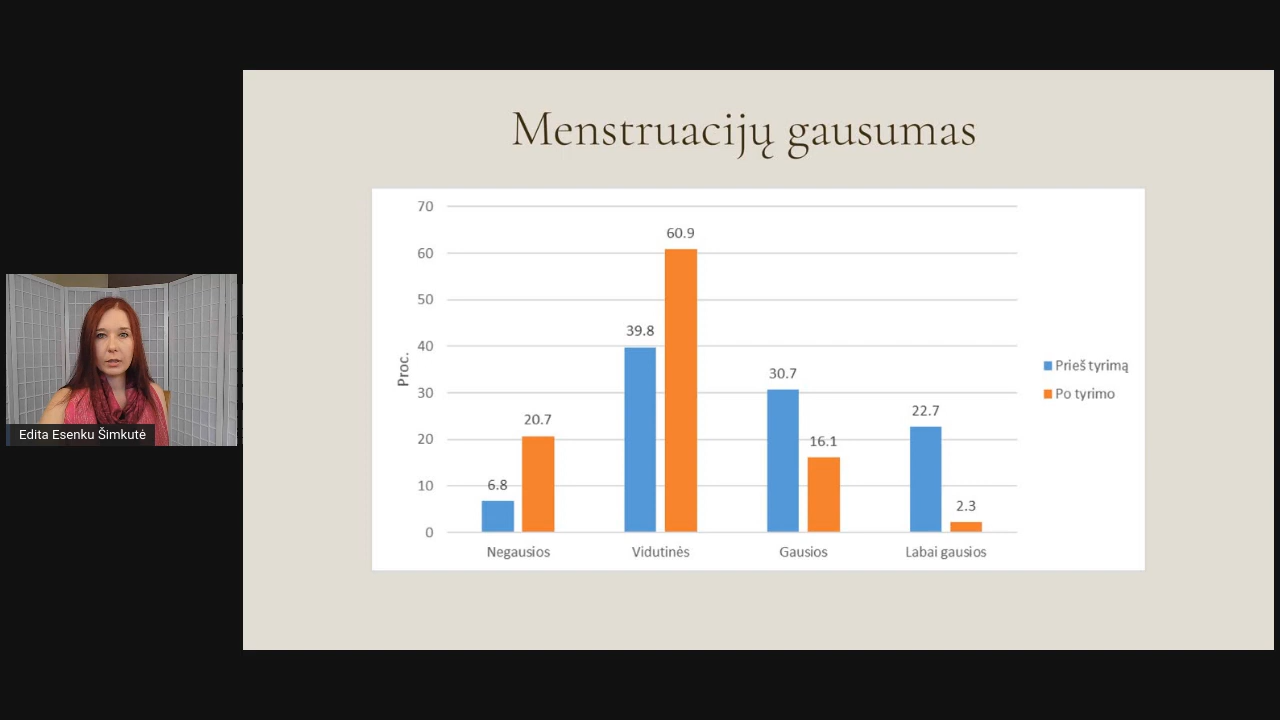 Menstruacijų gausumas
70
60
50
40
30
20
10
0
Proc.
6.8
20.7
39.8
60.9
30.7
16.1
22.7
2.3
Negausios
Vidutinės
Gausios
Labai gausios
Prieš tyrimą
Po tyrimo
Edita Esenku Šimkutė